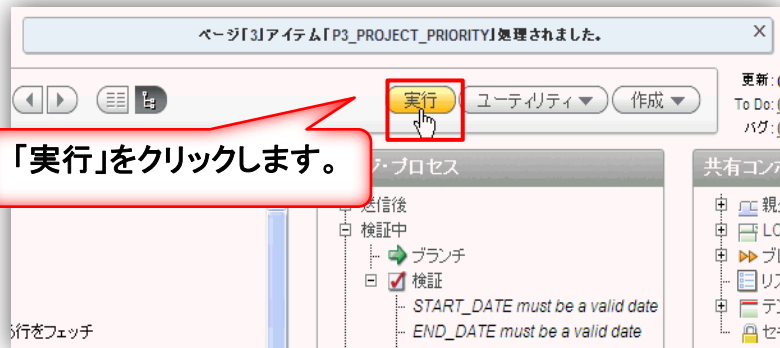 ページ「3」アイテム「P3_PROJECT_PRIORITY」処理されました。
実行
ユーティリティ
作成
更新:
To Do:
バグ:
「実行」をクリックします。
プロセス
共有コンポ
送信後
検証中
ブランチ
検証
START_DATE must be a valid date
END_DATE must be a valid date
LO
行をフェッチ